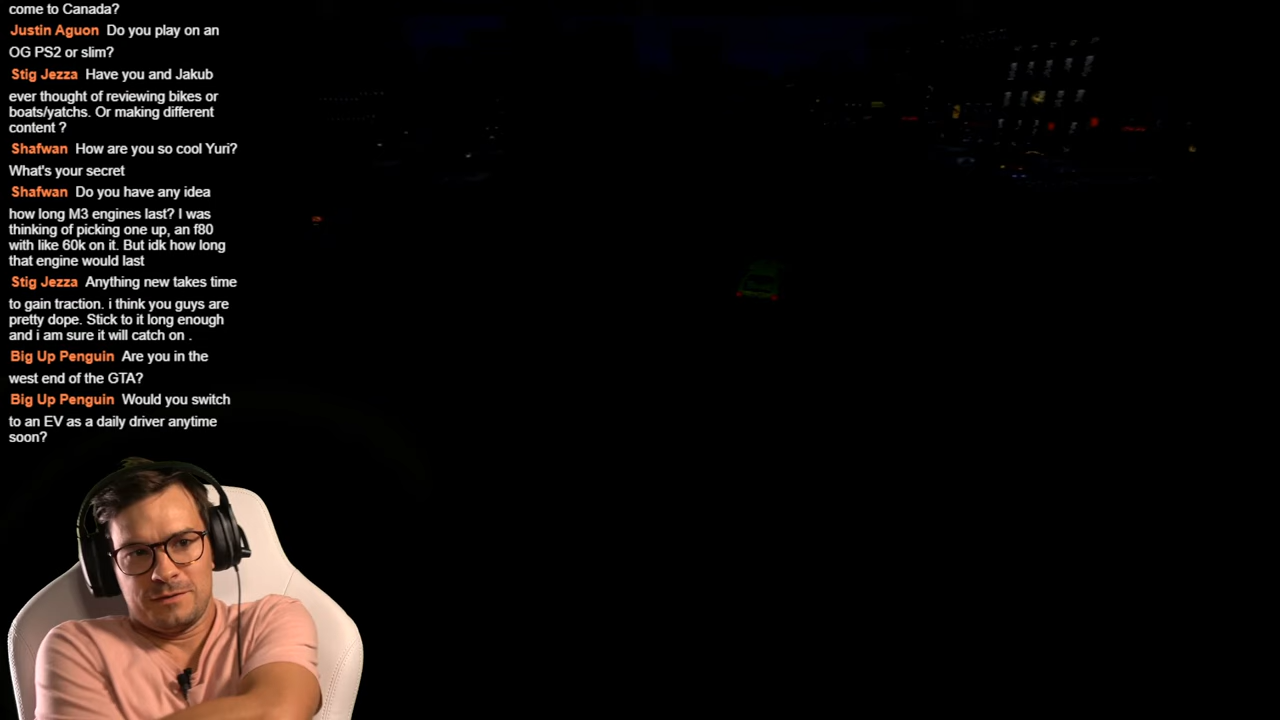 come to Canada?
Justin Aguon Do you play on an
OG PS2 or slim?
Stig Jezza Have you and Jakub
ever thought of reviewing bikes or
boats/yatchs. Or making different
content ?
Shafwan How are you so cool Yuri?
What's your secret
Shafwan Do you have any idea
how long M3 engines last? I was
thinking of picking one up, an f80
with like 60k on it. But idk how long
that engine would last
Stig Jezza Anything new takes time
to gain traction. i think you guys are
pretty dope. Stick to it long enough
and i am sure it will catch on .
Big Up Penguin Are you in the
west end of the GTA?
Big Up Penguin Would you switch
to an EV as a daily driver anytime
soon?